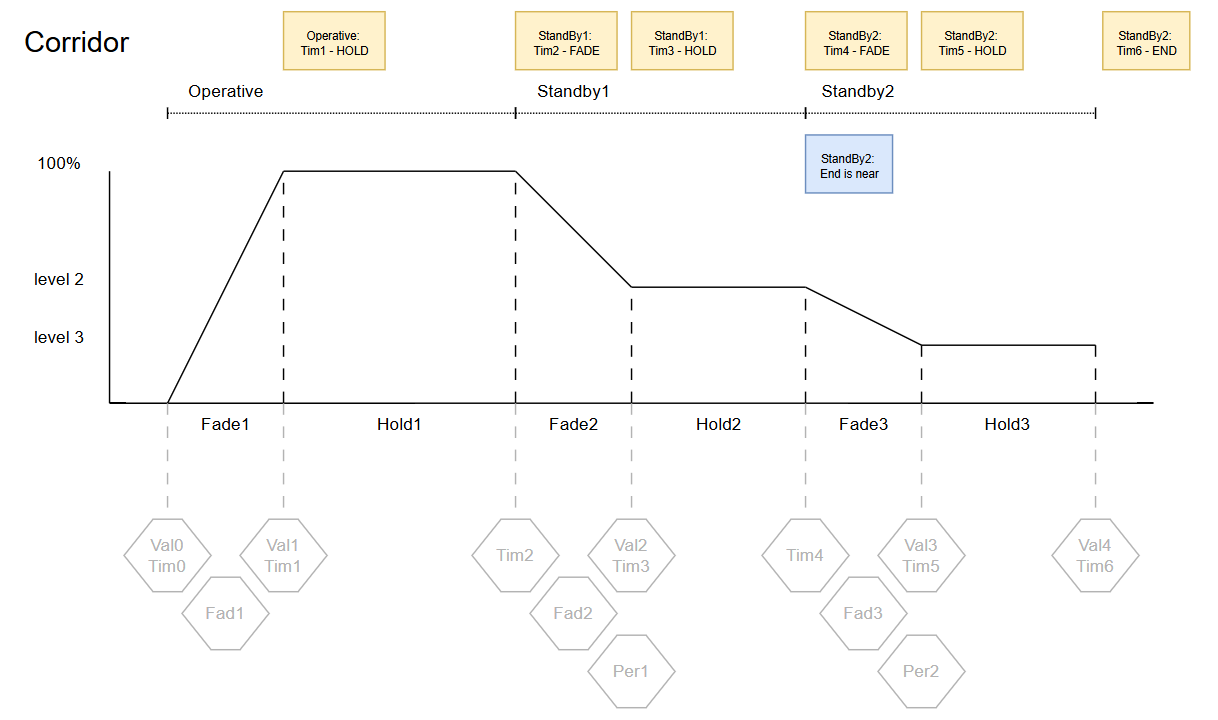 Corridor
Operative:
Tim1 - HOLD
StandBy1:
Tim2 - FADE
StandBy1:
Tim3 - HOLD
StandBy2:
Tim4 - FADE
StandBy2:
Tim5 - HOLD
StandBy2:
Tim6 - END
Operative
Standby1
Standby2
StandBy2:
End is near
100%
level 2
level 3
Fade1
Hold1
Fade2
Hold2
Fade3
Hold3
Val0
Tim0
Val1
Tim1
Tim2
Val2
Tim3
Tim4
Val3
Tim5
Val4
Tim6
Fad1
Fad2
Fad3
Per1
Per2